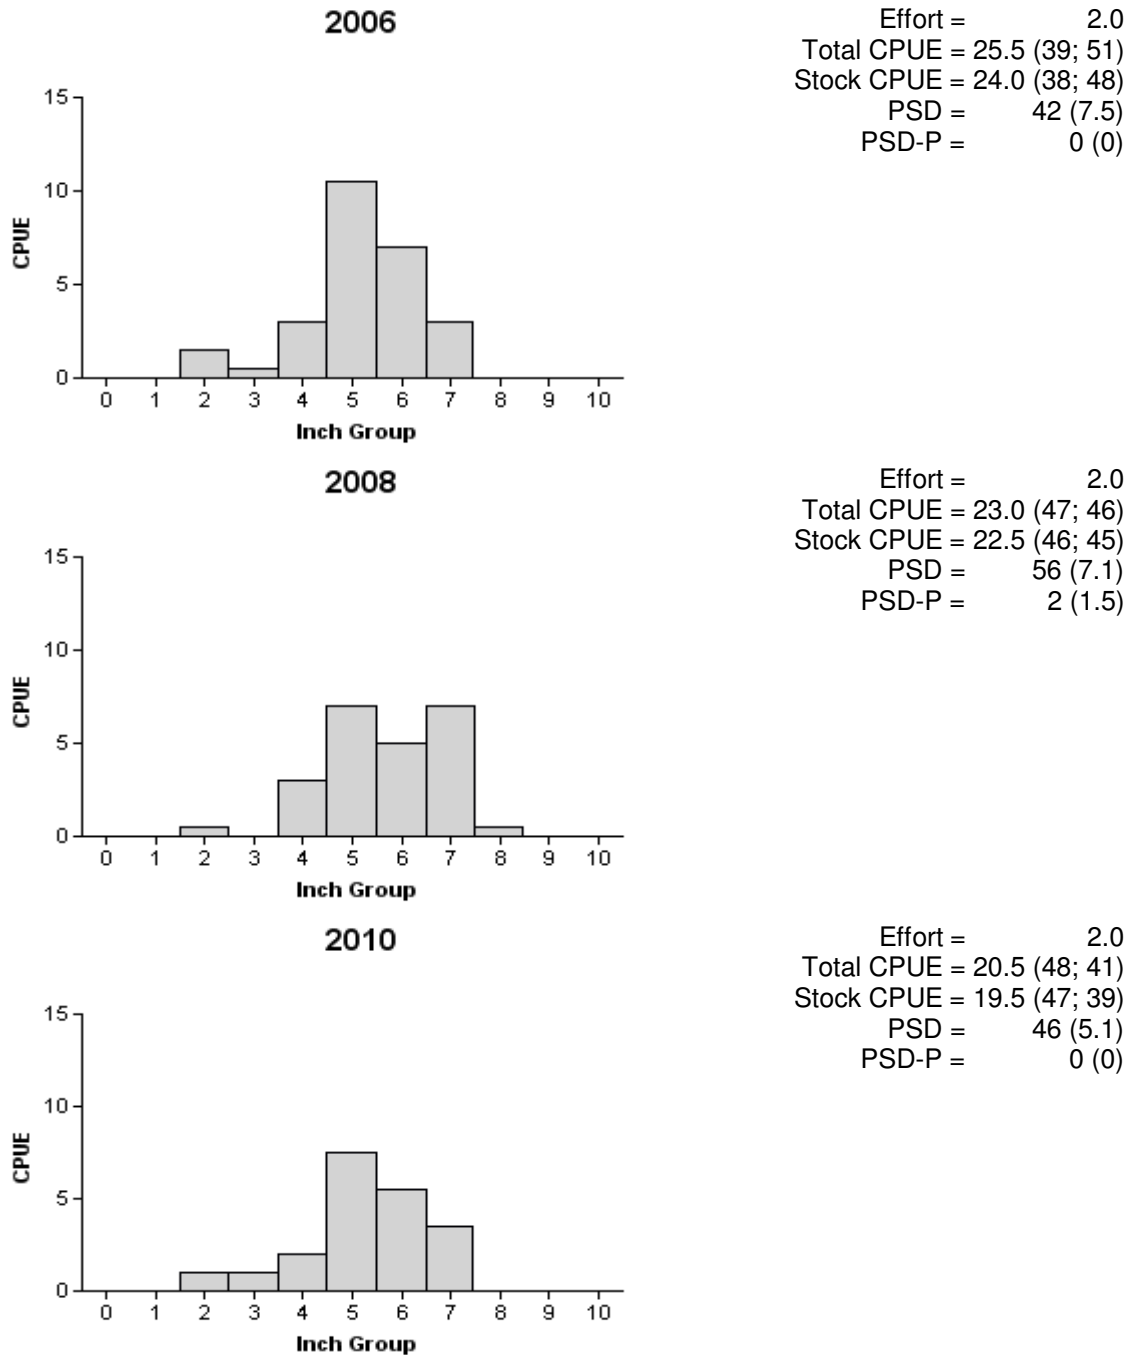 2006
Effort = 2.0
Total CPUE = 25.5 (39; 51)
Stock CPUE = 24.0 (38; 48)
PSD = 42 (7.5)
PSD-P = 0 (0)
15
10
5
0
CPUE
0 1 2 3 4 5 6 7 8 9 10
Inch Group
2008
Effort = 2.0
Total CPUE = 23.0 (47; 46)
Stock CPUE = 22.5 (46; 45)
PSD = 56 (7.1)
PSD-P = 2 (1.5)
15
10
5
0
CPUE
0 1 2 3 4 5 6 7 8 9 10
Inch Group
2010
Effort = 2.0
Total CPUE = 20.5 (48; 41)
Stock CPUE = 19.5 (47; 39)
PSD = 46 (5.1)
PSD-P = 0 (0)
15
10
5
0
CPUE
0 1 2 3 4 5 6 7 8 9 10
Inch Group